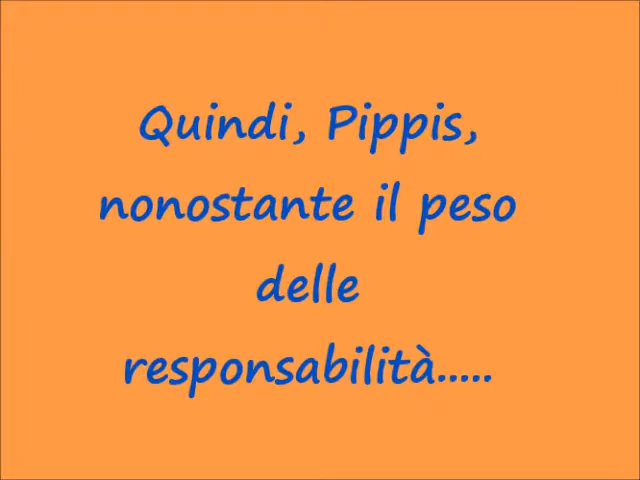 Quindi, Pippis,
nonostante il peso
delle
responsabilità.....